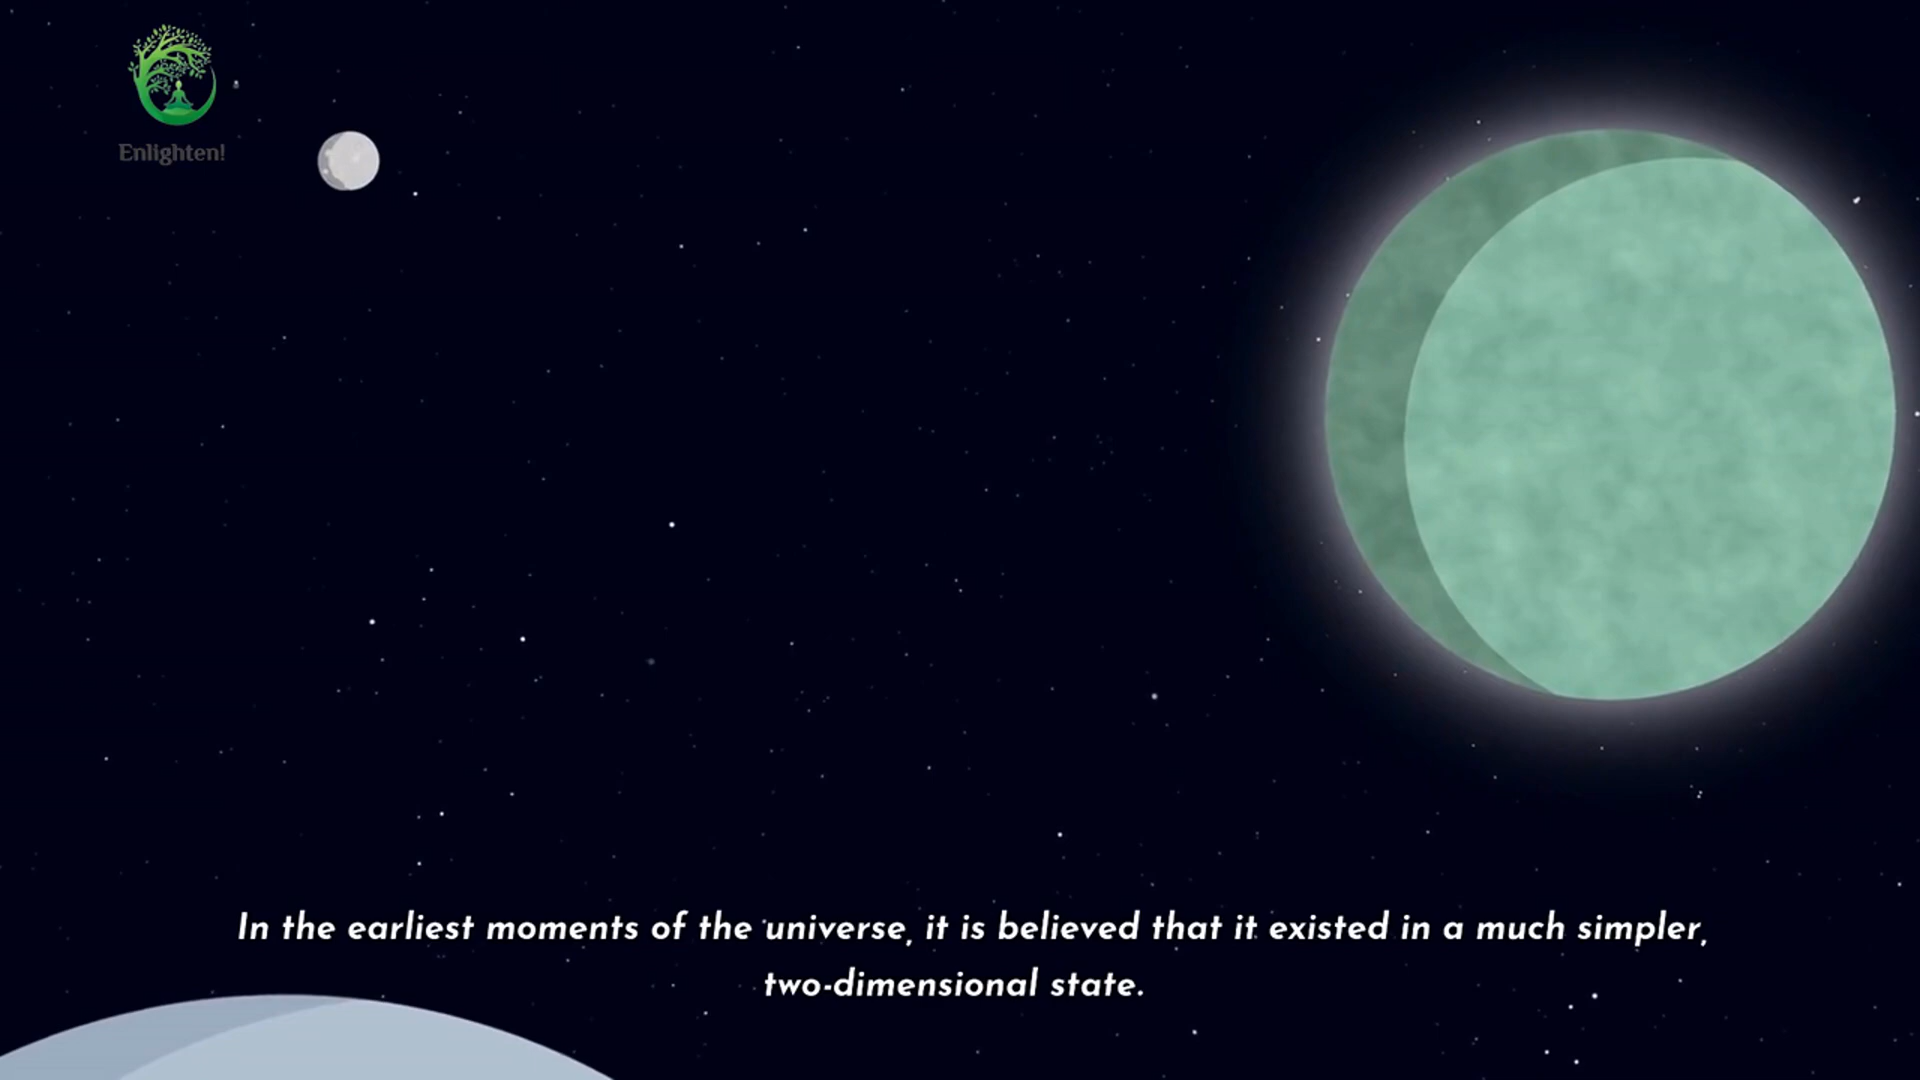 Enlighten!
In the earliest moments of the universe, it is believed that it existed in a much simpler,
two-dimensional state.